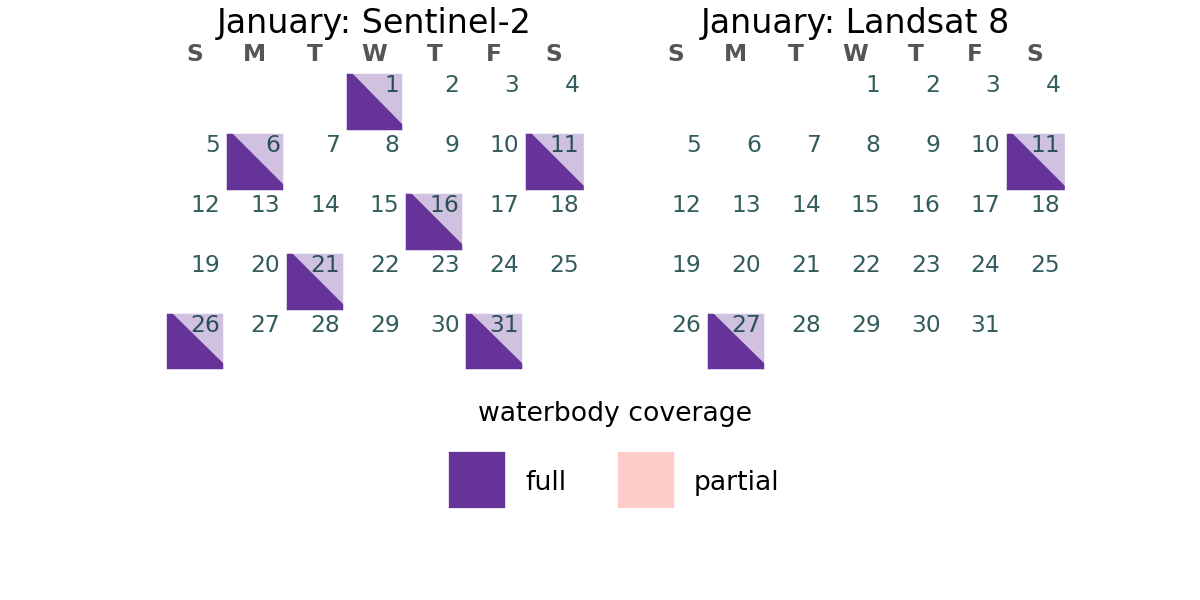 January: Sentinel-2
S M T W T F S
1 2 3 4
5 6 7 8 9 10 11
12 13 14 15 16 17 18
19 20 21 22 23 24 25
26 27 28 29 30 31
January: Landsat 8
S M T W T F S
1 2 3 4
5 6 7 8 9 10 11
12 13 14 15 16 17 18
19 20 21 22 23 24 25
26 27 28 29 30 31
waterbody coverage
full
partial